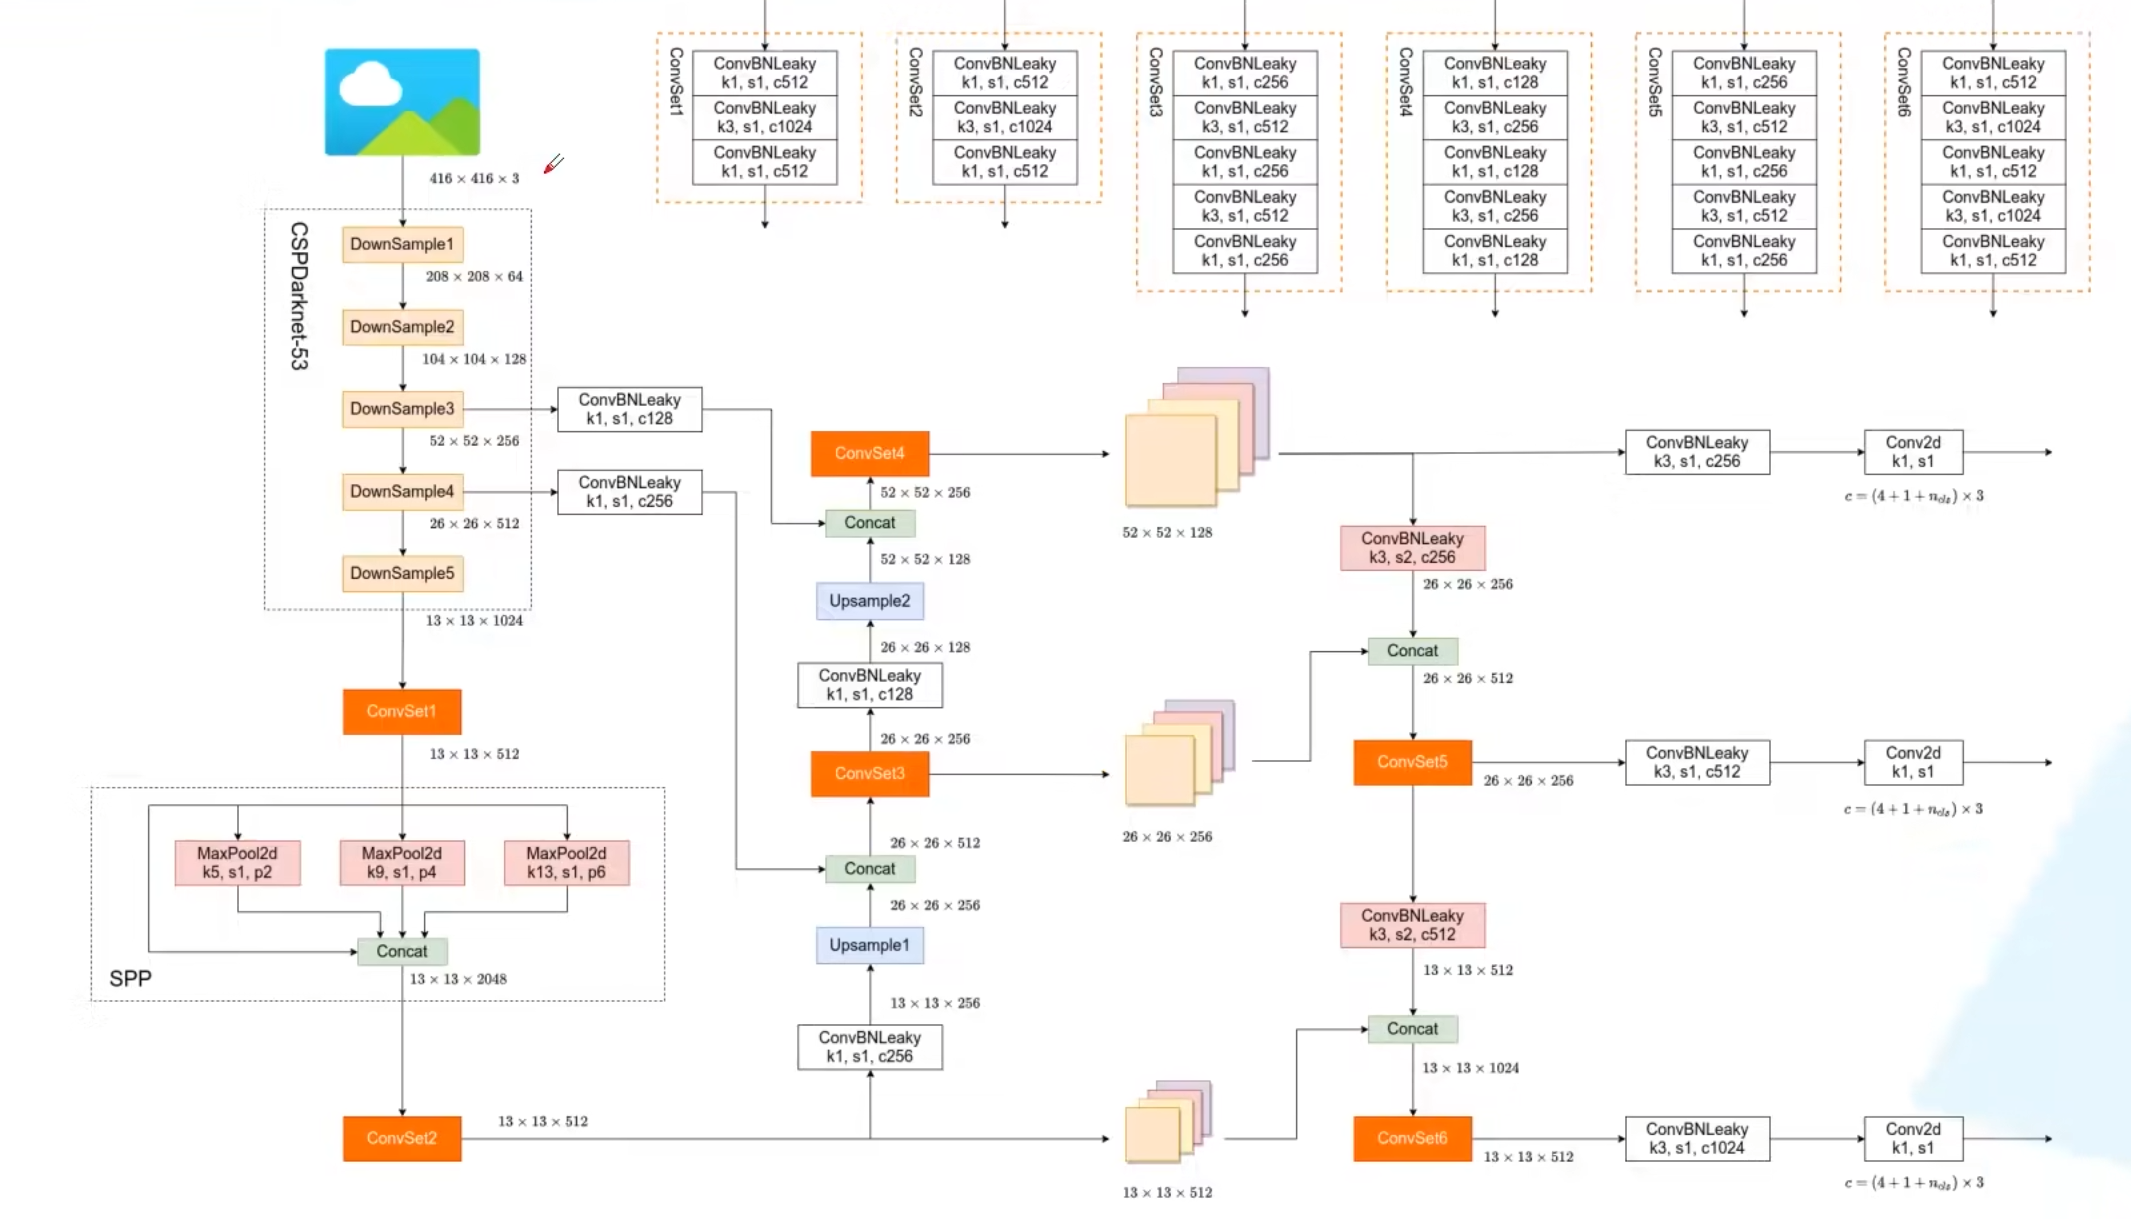 ConvSet1
ConvBNLeaky
k1, s1, c512
ConvBNLeaky
k3, s1, c1024
ConvBNLeaky
k1, s1, c512
ConvSet2
ConvBNLeaky
k1, s1, c512
ConvBNLeaky
k3, s1, c1024
ConvBNLeaky
k1, s1, c512
ConvSet3
ConvBNLeaky
k1, s1, c256
ConvBNLeaky
k3, s1, c512
ConvBNLeaky
k1, s1, c256
ConvBNLeaky
k3, s1, c512
ConvBNLeaky
k1, s1, c256
ConvSet4
ConvBNLeaky
k1, s1, c128
ConvBNLeaky
k3, s1, c256
ConvBNLeaky
k1, s1, c128
ConvBNLeaky
k3, s1, c256
ConvBNLeaky
k1, s1, c128
ConvSet5
ConvBNLeaky
k1, s1, c256
ConvBNLeaky
k3, s1, c512
ConvBNLeaky
k1, s1, c256
ConvBNLeaky
k3, s1, c512
ConvBNLeaky
k1, s1, c256
ConvSet6
ConvBNLeaky
k1, s1, c512
ConvBNLeaky
k3, s1, c1024
ConvBNLeaky
k1, s1, c512
ConvBNLeaky
k3, s1, c1024
ConvBNLeaky
k1, s1, c512
416 × 416 × 3
CSPDarknet-53
DownSample1
208 × 208 × 64
DownSample2
104 × 104 × 128
DownSample3
52 × 52 × 256
DownSample4
26 × 26 × 512
DownSample5
13 × 13 × 1024
ConvBNLeaky
k1, s1, c128
ConvBNLeaky
k1, s1, c256
ConvSet1
13 × 13 × 512
MaxPool2d
k5, s1, p2
MaxPool2d
k9, s1, p4
MaxPool2d
k13, s1, p6
Concat
SPP
13 × 13 × 2048
ConvSet2
13 × 13 × 512
ConvSet4
52 × 52 × 256
Concat
52 × 52 × 128
Upsample2
26 × 26 × 128
ConvBNLeaky
k1, s1, c128
26 × 26 × 256
ConvSet3
26 × 26 × 512
Concat
26 × 26 × 256
Upsample1
13 × 13 × 256
ConvBNLeaky
k1, s1, c256
52 × 52 × 128
26 × 26 × 256
13 × 13 × 512
ConvBNLeaky
k3, s2, c256
26 × 26 × 256
Concat
26 × 26 × 512
ConvSet5
26 × 26 × 256
ConvBNLeaky
k3, s2, c512
13 × 13 × 512
Concat
13 × 13 × 1024
ConvSet6
13 × 13 × 512
ConvBNLeaky
k3, s1, c256
Conv2d
k1, s1
c = (4 + 1 + n_cls) × 3
ConvBNLeaky
k3, s1, c512
Conv2d
k1, s1
c = (4 + 1 + n_cls) × 3
ConvBNLeaky
k3, s1, c1024
Conv2d
k1, s1
c = (4 + 1 + n_cls) × 3